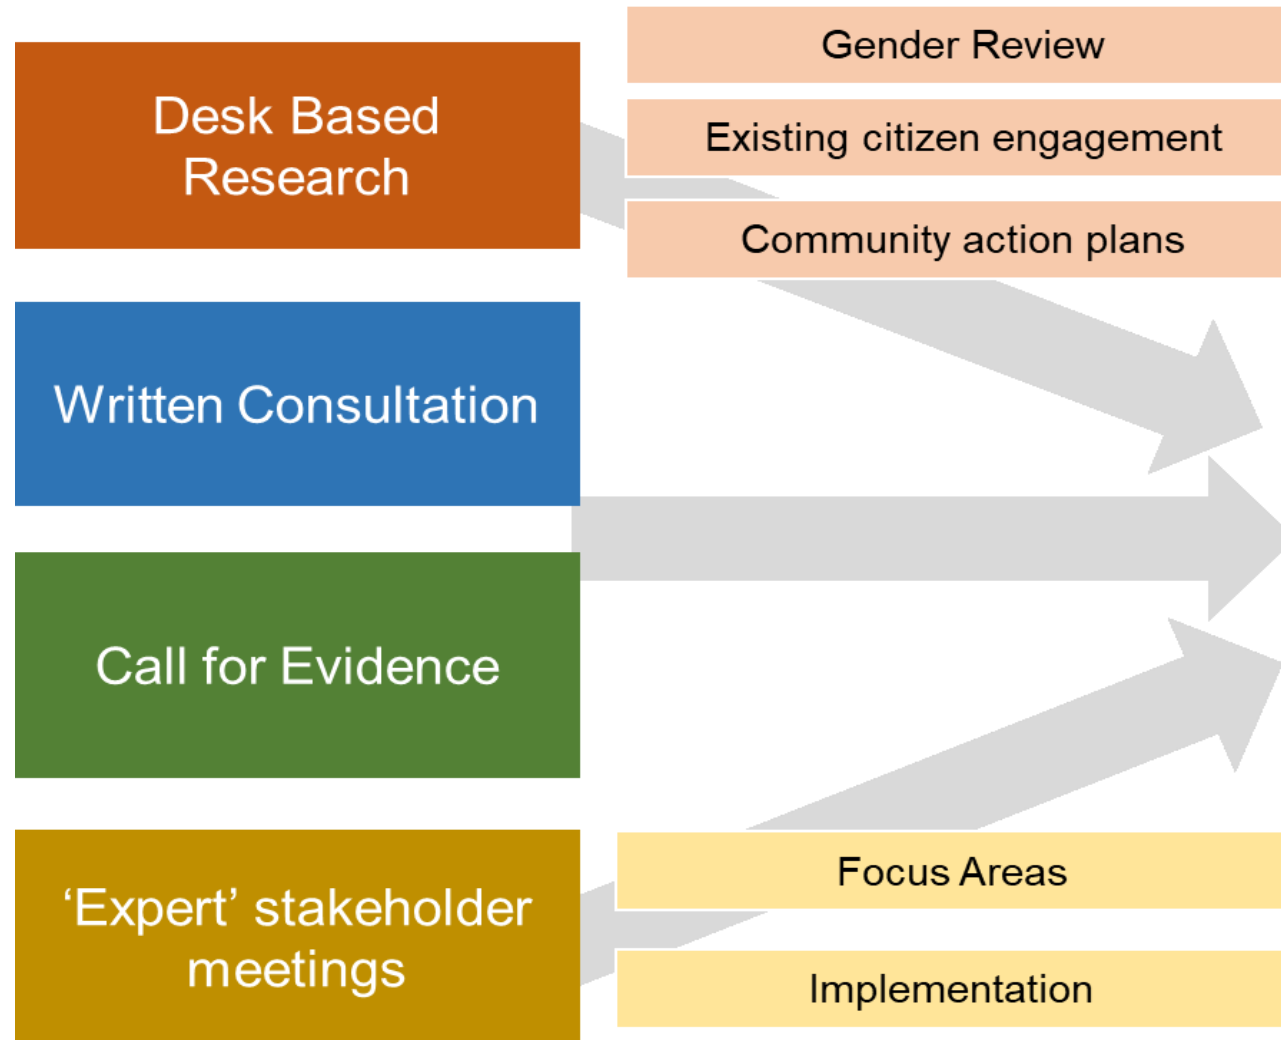 Desk Based
Research
Gender Review
Existing citizen engagement
Community action plans
Written Consultation
Call for Evidence
‘Expert’ stakeholder
meetings
Focus Areas
Implementation